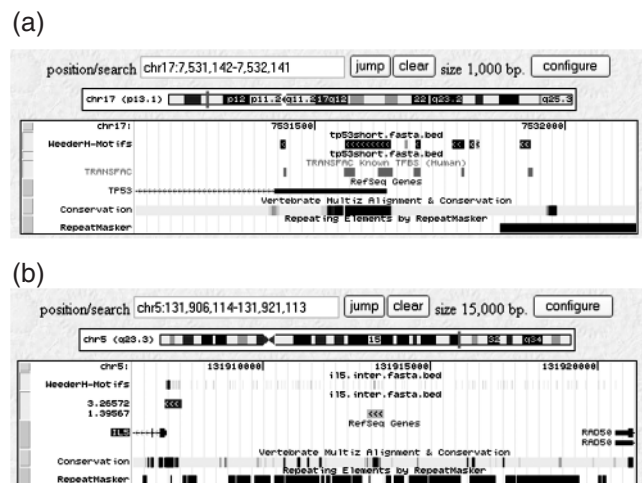 (a)
position/search chr17:7,531,142-7,532,141 jump clear size 1,000 bp. configure
chr17 (p13.1) p12 p11.2 q11.2 17q12 22 q23.2 q25.3
chr17: 7531500 7532000
tp53short.fasta.bed
WeederH-Motifs
tp53short.fasta.bed
TRANSFAC Known TFBS (Human)
TRANSFAC
RefSeq Genes
TP53
Vertebrate Multiz Alignment & Conservation
Conservation
Repeating Elements by RepeatMasker
RepeatMasker
(b)
position/search chr5:131,906,114-131,921,113 jump clear size 15,000 bp. configure
chr5 (q23.3) 15 32 q34
chr5: 131910000 131915000 131920000
il5.inter.fasta.bed
WeederH-Motifs
il5.inter.fasta.bed
3.26572
1.39567
RefSeq Genes
IL5 RAD50
RAD50
Vertebrate Multiz Alignment & Conservation
Conservation
Repeating Elements by RepeatMasker
RepeatMasker